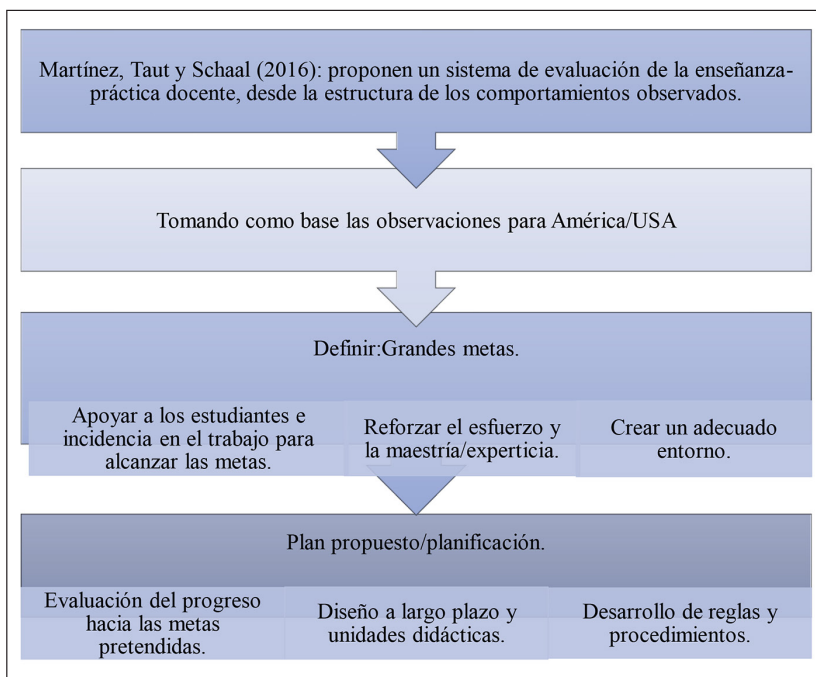 Martínez, Taut y Schaal (2016): proponen un sistema de evaluación de la enseñanza-
práctica docente, desde la estructura de los comportamientos observados.
Tomando como base las observaciones para América/USA
Definir:Grandes metas.
Apoyar a los estudiantes e
incidencia en el trabajo para
alcanzar las metas.
Reforzar el esfuerzo y
la maestría/experticia.
Crear un adecuado
entorno.
Plan propuesto/planificación.
Evaluación del progreso
hacia las metas
pretendidas.
Diseño a largo plazo y
unidades didácticas.
Desarrollo de reglas y
procedimientos.